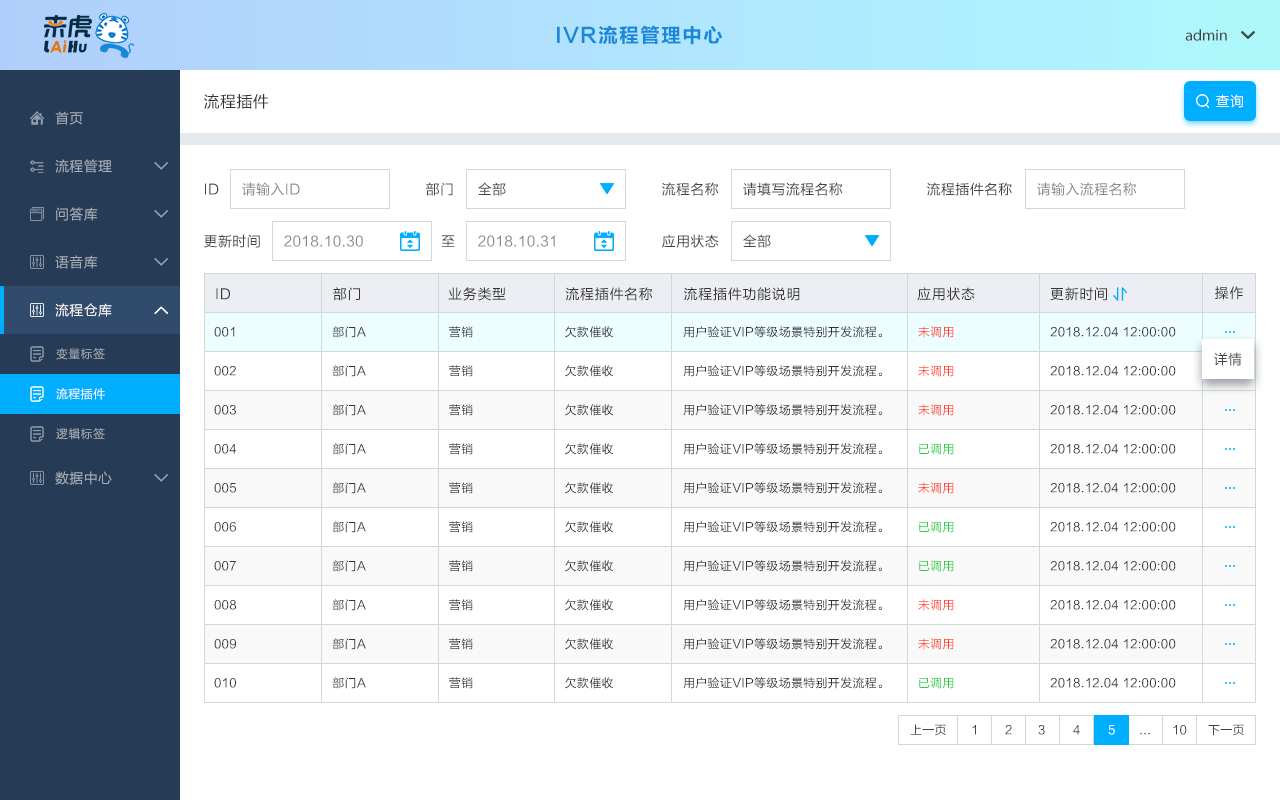 来虎
LAiHu
IVR流程管理中心
admin
首页
流程管理
问答库
语音库
流程仓库
变量标签
流程插件
逻辑标签
数据中心
流程插件
查询
ID 请输入ID 部门 全部 流程名称 请填写流程名称 流程插件名称 请输入流程名称
更新时间 2018.10.30 至 2018.10.31 应用状态 全部
ID 部门 业务类型 流程插件名称 流程插件功能说明 应用状态 更新时间 操作
001 部门A 营销 欠款催收 用户验证VIP等级场景特别开发流程。 未调用 2018.12.04 12:00:00 ...
详情
002 部门A 营销 欠款催收 用户验证VIP等级场景特别开发流程。 未调用 2018.12.04 12:00:00
003 部门A 营销 欠款催收 用户验证VIP等级场景特别开发流程。 未调用 2018.12.04 12:00:00 ...
004 部门A 营销 欠款催收 用户验证VIP等级场景特别开发流程。 已调用 2018.12.04 12:00:00 ...
005 部门A 营销 欠款催收 用户验证VIP等级场景特别开发流程。 未调用 2018.12.04 12:00:00 ...
006 部门A 营销 欠款催收 用户验证VIP等级场景特别开发流程。 已调用 2018.12.04 12:00:00 ...
007 部门A 营销 欠款催收 用户验证VIP等级场景特别开发流程。 已调用 2018.12.04 12:00:00 ...
008 部门A 营销 欠款催收 用户验证VIP等级场景特别开发流程。 未调用 2018.12.04 12:00:00 ...
009 部门A 营销 欠款催收 用户验证VIP等级场景特别开发流程。 未调用 2018.12.04 12:00:00 ...
010 部门A 营销 欠款催收 用户验证VIP等级场景特别开发流程。 已调用 2018.12.04 12:00:00 ...
上一页 1 2 3 4 5 ... 10 下一页